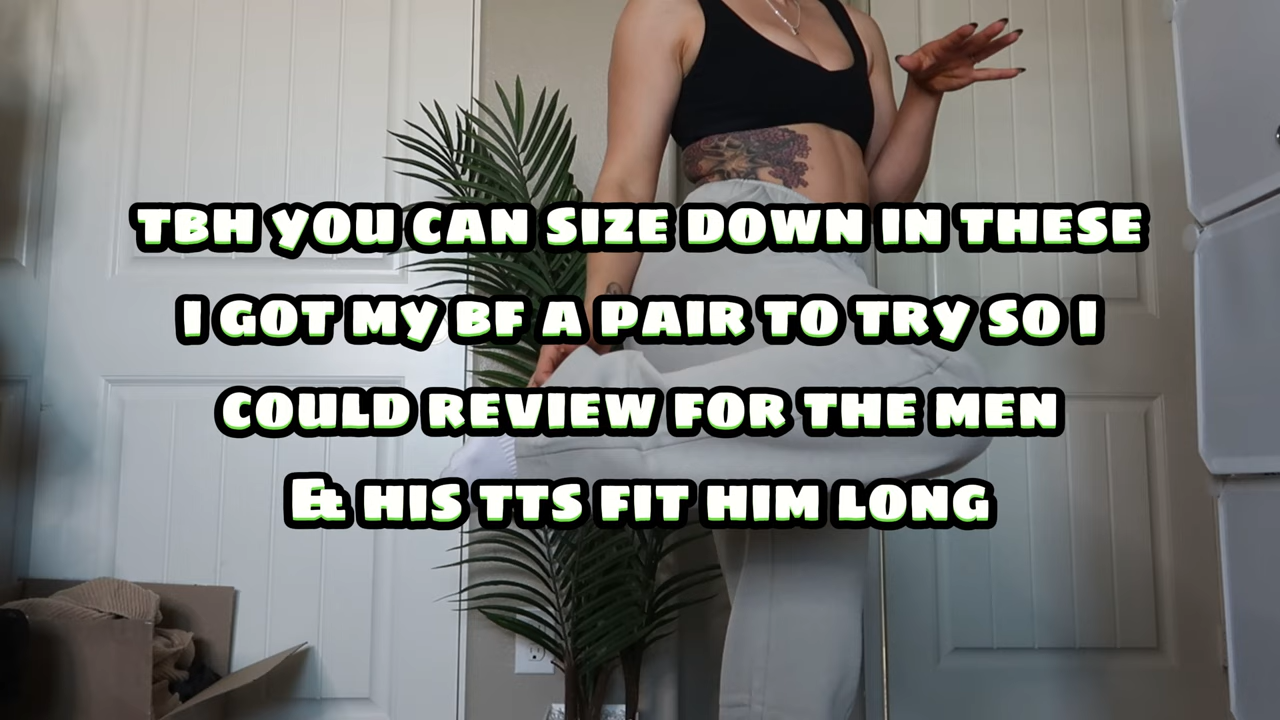 TBH YOU CAN SIZE DOWN IN THESE
I GOT MY BF A PAIR TO TRY SO I
COULD REVIEW FOR THE MEN
& HIS TTS FIT HIM LONG